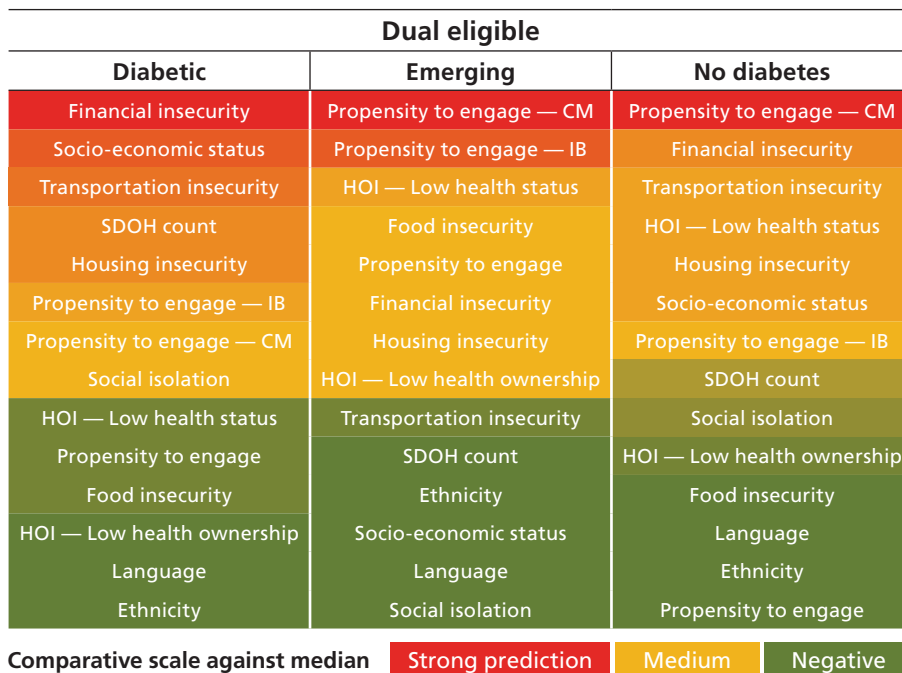 Dual eligible
Diabetic Emerging No diabetes
Financial insecurity Propensity to engage — CM Propensity to engage — CM
Socio-economic status Propensity to engage — IB Financial insecurity
Transportation insecurity HOI — Low health status Transportation insecurity
SDOH count Food insecurity HOI — Low health status
Housing insecurity Propensity to engage Housing insecurity
Propensity to engage — IB Financial insecurity Socio-economic status
Propensity to engage — CM Housing insecurity Propensity to engage — IB
Social isolation HOI — Low health ownership SDOH count
HOI — Low health status Transportation insecurity Social isolation
Propensity to engage SDOH count HOI — Low health ownership
Food insecurity Ethnicity Food insecurity
HOI — Low health ownership Socio-economic status Language
Language Language Ethnicity
Ethnicity Social isolation Propensity to engage
Comparative scale against median Strong prediction Medium Negative